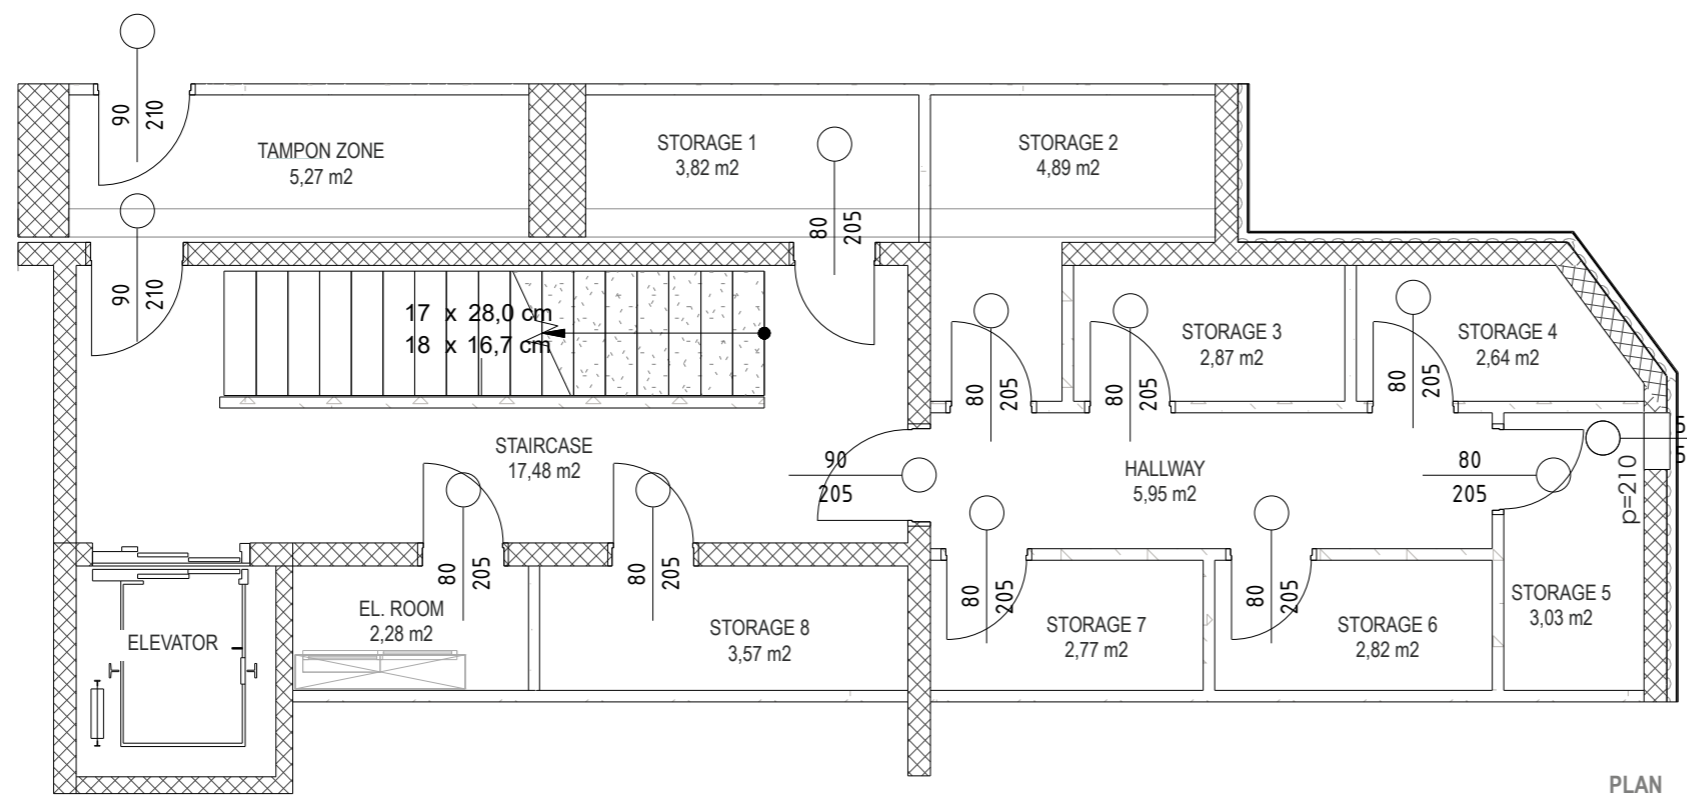 90
210
TAMPON ZONE
5,27 m2
STORAGE 1
3,82 m2
STORAGE 2
4,89 m2
80
205
90
210
17 x 28,0 cm
18 x 16,7 cm
STORAGE 3
2,87 m2
STORAGE 4
2,64 m2
80
205
80
205
80
205
STAIRCASE
17,48 m2
90
205
HALLWAY
5,95 m2
80
205
p=210
80
205
80
205
80
205
80
205
EL. ROOM
2,28 m2
STORAGE 8
3,57 m2
STORAGE 7
2,77 m2
STORAGE 6
2,82 m2
STORAGE 5
3,03 m2
ELEVATOR
PLAN